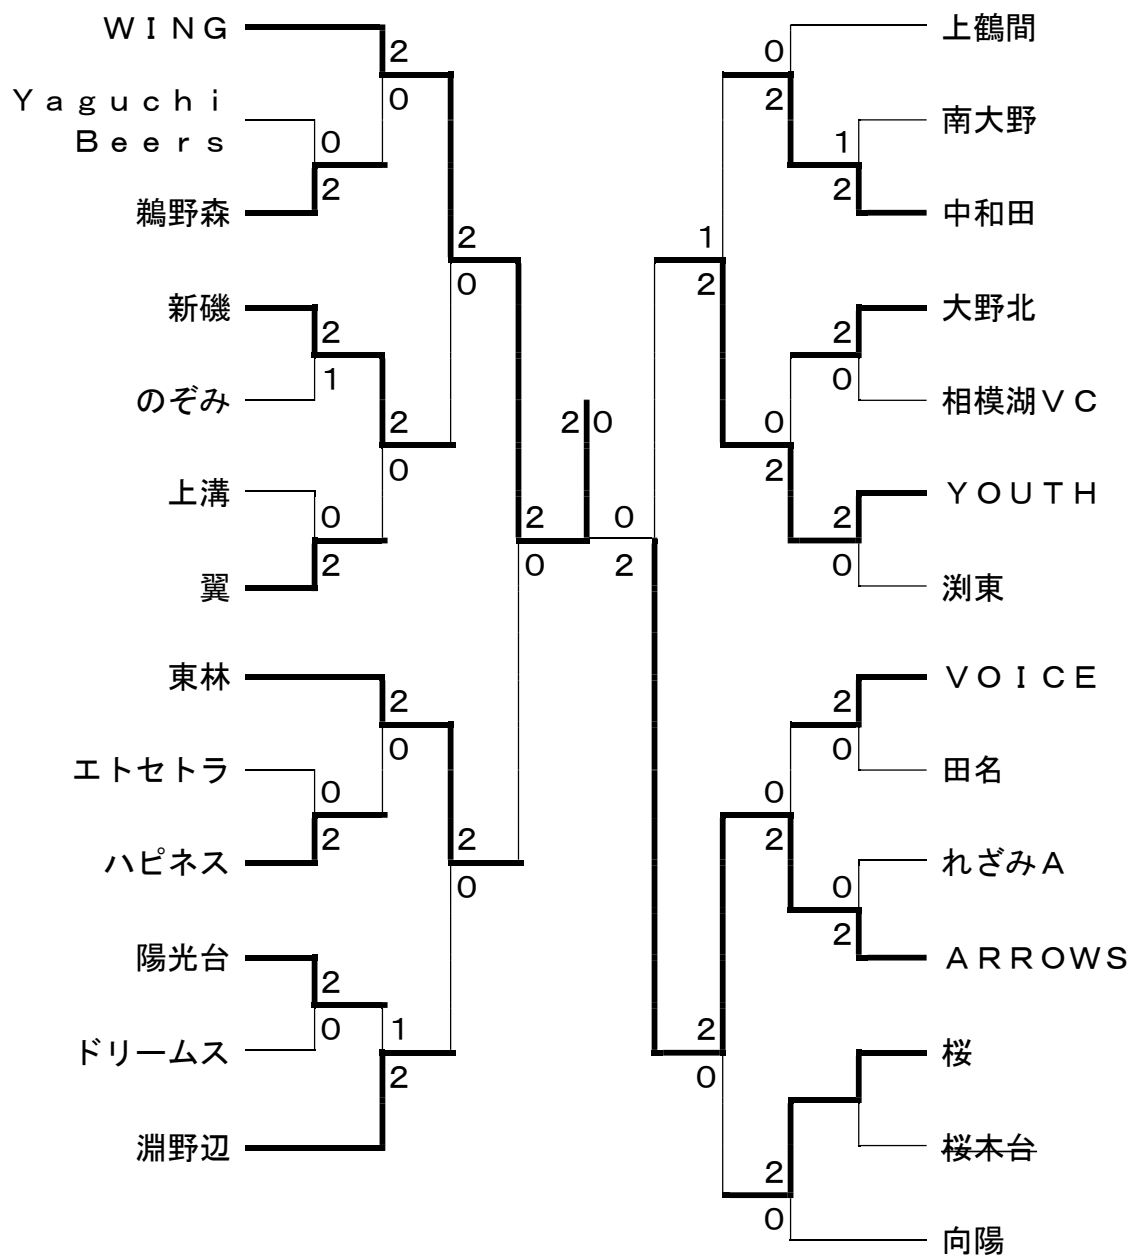 ＷＩＮＧ
2
0
Ｙａｇｕｃｈｉ
Ｂｅｅｒｓ
0
2
鵜野森
2
0
新磯
2
1
のぞみ
2
0
上溝
0
2
翼
2
0
東林
2
0
エトセトラ
0
2
ハピネス
2
0
陽光台
2
0
ドリームス
1
2
淵野辺
2 0
0
2
上鶴間
0
2
南大野
1
2
中和田
1
2
大野北
2
0
相模湖ＶＣ
0
2
ＹＯＵＴＨ
2
0
渕東
ＶＯＩＣＥ
2
0
田名
0
2
れざみＡ
0
2
ＡＲＲＯＷＳ
2
0
桜
桜木台
2
0
向陽